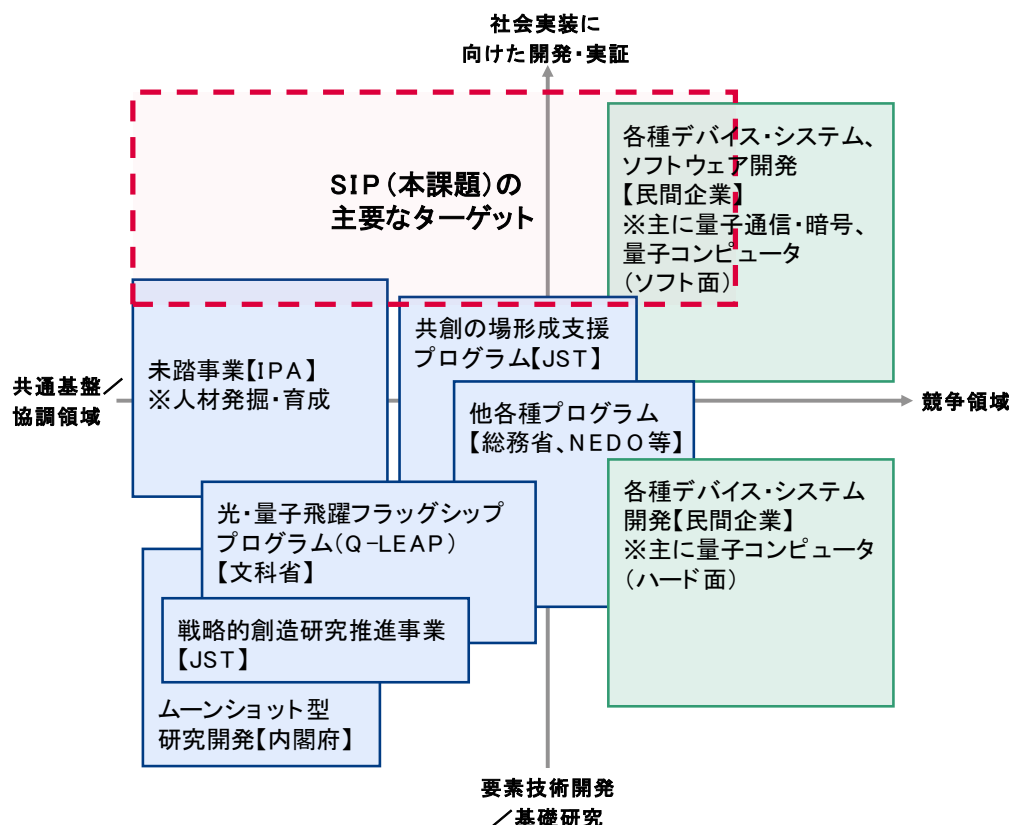 社会実装に
向けた開発・実証
各種デバイス・システム、
ソフトウェア開発
【民間企業】
※主に量子通信・暗号、
量子コンピュータ
(ソフト面)
SIP(本課題)の
主要なターゲット
共創の場形成支援
プログラム【JST】
未踏事業【IPA】
※人材発掘・育成
共通基盤/
協調領域
競争領域
他各種プログラム
【総務省、NEDO等】
各種デバイス・システム
開発【民間企業】
※主に量子コンピュータ
(ハード面)
光・量子飛躍フラッグシップ
プログラム(Q-LEAP)
【文科省】
戦略的創造研究推進事業
【JST】
ムーンショット型
研究開発【内閣府】
要素技術開発
/基礎研究